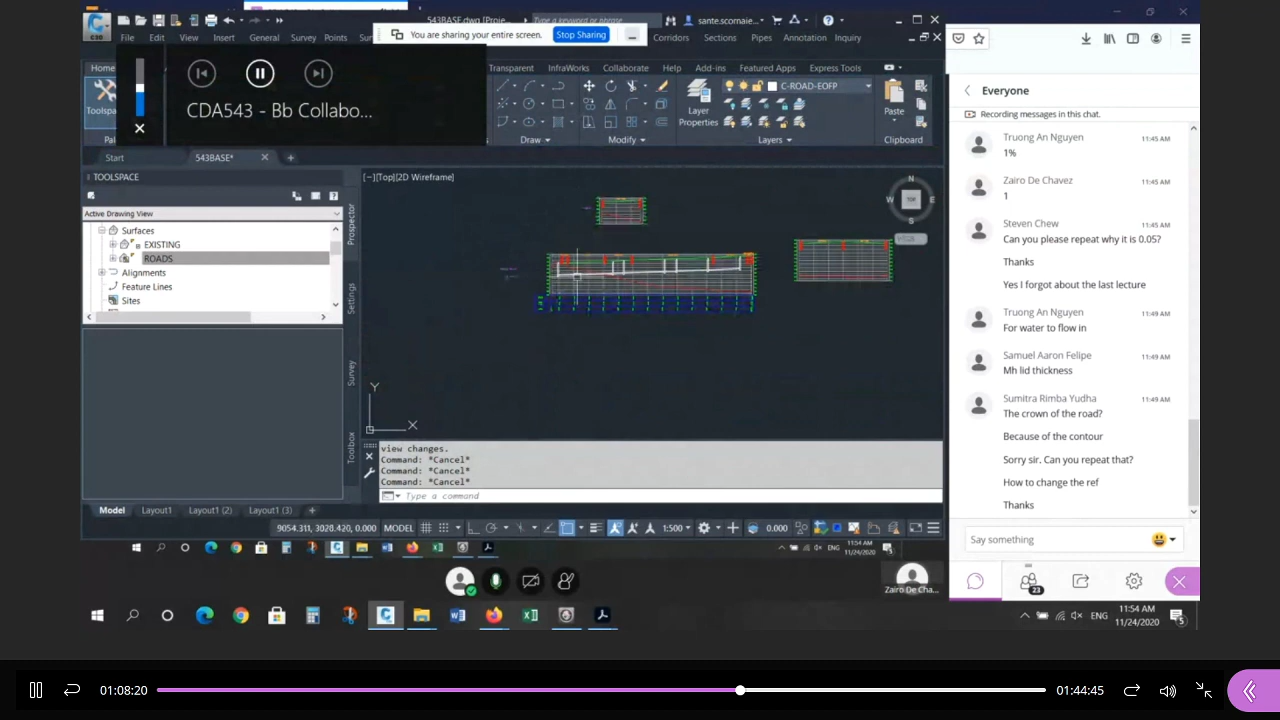 543BASE.dwg [Proje...
Type a keyword or phrase
sante.scornaie...
You are sharing your entire screen.
Stop Sharing
File Edit View Insert General Survey Points
Corridors Sections Pipes Annotation Inquiry
Home
Transparent InfraWorks Collaborate Help Add-ins App Featured Apps Express Tools
CDA543 - Bb Collabo...
Toolspa
C-ROAD-EOFP
Layer
Properties
Paste
Draw Modify Layers Clipboard
Start 543BASE*
TOOLSPACE
[−][Top][2D Wireframe]
Active Drawing View
Surfaces
EXISTING
ROADS
Alignments
Feature Lines
Sites
Prospector
Settings
Survey
Toolbox
N
W TOP E
S
Y
X
view changes.
Command: *Cancel*
Command: *Cancel*
Command: *Cancel*
Type a command
Model Layout1 Layout1 (2) Layout1 (3)
9054.311, 3028.420, 0.000 MODEL 1:500 0.000
ENG 11:54 AM
11/24/2020
Everyone
Recording messages in this chat.
Truong An Nguyen 11:45 AM
1%
Zairo De Chavez 11:45 AM
1
Steven Chew 11:45 AM
Can you please repeat why it is 0.05?
Thanks
Yes I forgot about the last lecture
Truong An Nguyen 11:49 AM
For water to flow in
Samuel Aaron Felipe 11:49 AM
Mh lid thickness
Sumitra Rimba Yudha 11:49 AM
The crown of the road?
Because of the contour
Sorry sir. Can you repeat that?
How to change the ref
Thanks
Say something
23
Zairo De Cha...
ENG 11:54 AM
11/24/2020
5
01:08:20
01:44:45